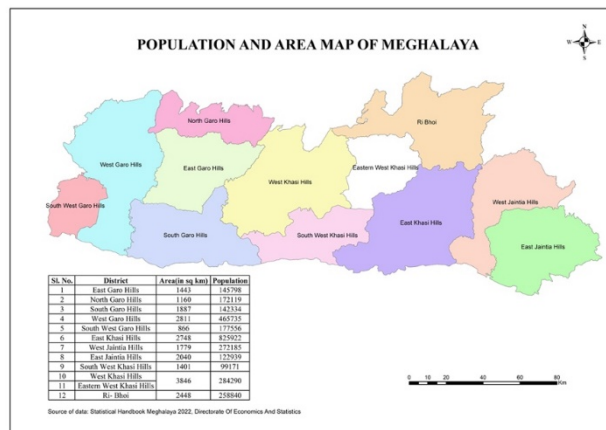 POPULATION AND AREA MAP OF MEGHALAYA
N
W E
S
North Garo Hills
Ri Bhoi
West Garo Hills
East Garo Hills
Eastern West Khasi Hills
West Khasi Hills
South West Garo Hills
West Jaintia Hills
East Khasi Hills
South Garo Hills
South West Khasi Hills
East Jaintia Hills
Sl. No. District Area(in sq km) Population
1 East Garo Hills 1443 145798
2 North Garo Hills 1160 172119
3 South Garo Hills 1887 142334
4 West Garo Hills 2811 465735
5 South West Garo Hills 866 177556
6 East Khasi Hills 2748 825922
7 West Jaintia Hills 1779 272185
8 East Jaintia Hills 2040 122939
9 South West Khasi Hills 1401 99171
10 West Khasi Hills 3846 284290
11 Eastern West Khasi Hills
12 Ri- Bhoi 2448 258840
0 10 20 40 60 80
Km
Source of data: Statistical Handbook Meghalaya 2022, Directorate Of Economics And Statistics